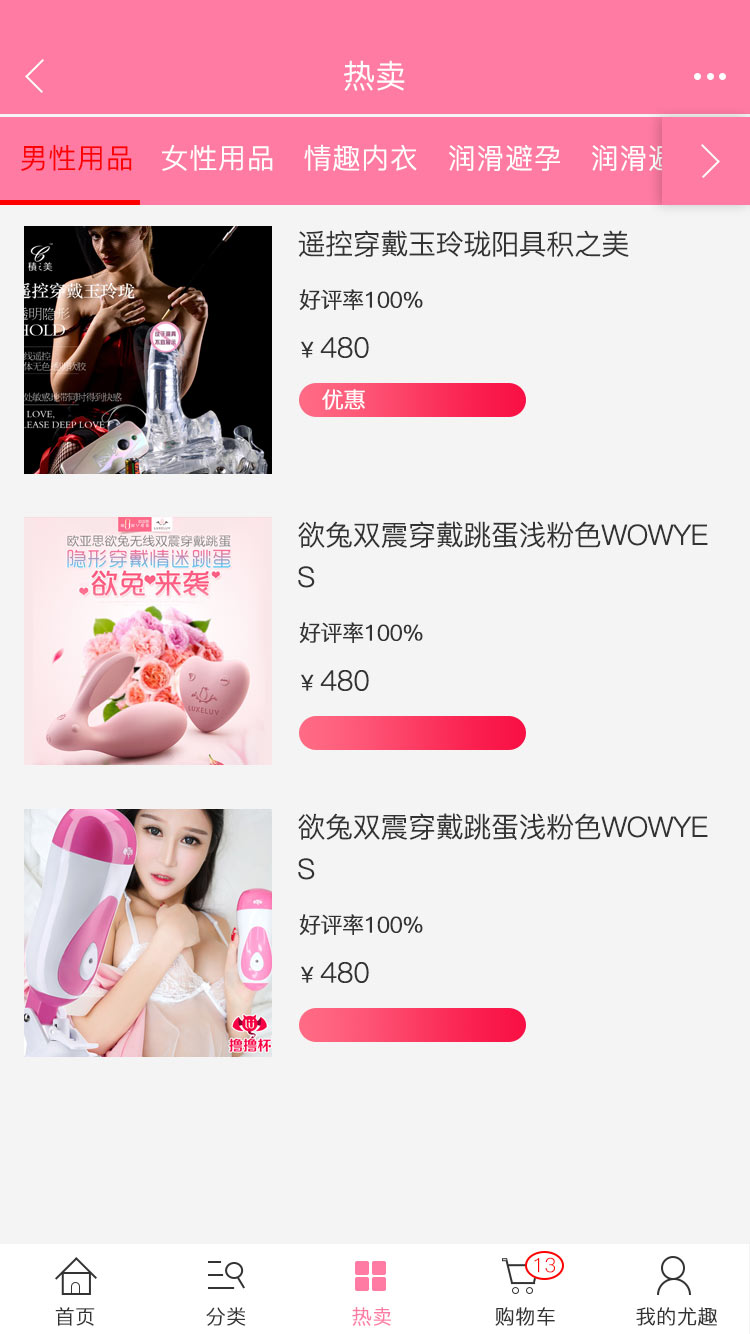 热卖
男性用品 女性用品 情趣内衣 润滑避孕 润滑
積之美
遥控穿戴玉玲珑
透明隐形
HOLD
LOVE,
LEASE DEEP LOVE
遥控穿戴玉玲珑阳具积之美
好评率100%
¥ 480
优惠
欧亚思欲兔无线双震穿戴跳蛋
隐形穿戴情迷跳蛋
欲兔来袭
LUXELUV
欲兔双震穿戴跳蛋浅粉色WOWYE
S
好评率100%
¥ 480
撸撸杯
欲兔双震穿戴跳蛋浅粉色WOWYE
S
好评率100%
¥ 480
13
首页 分类 热卖 购物车 我的尤趣